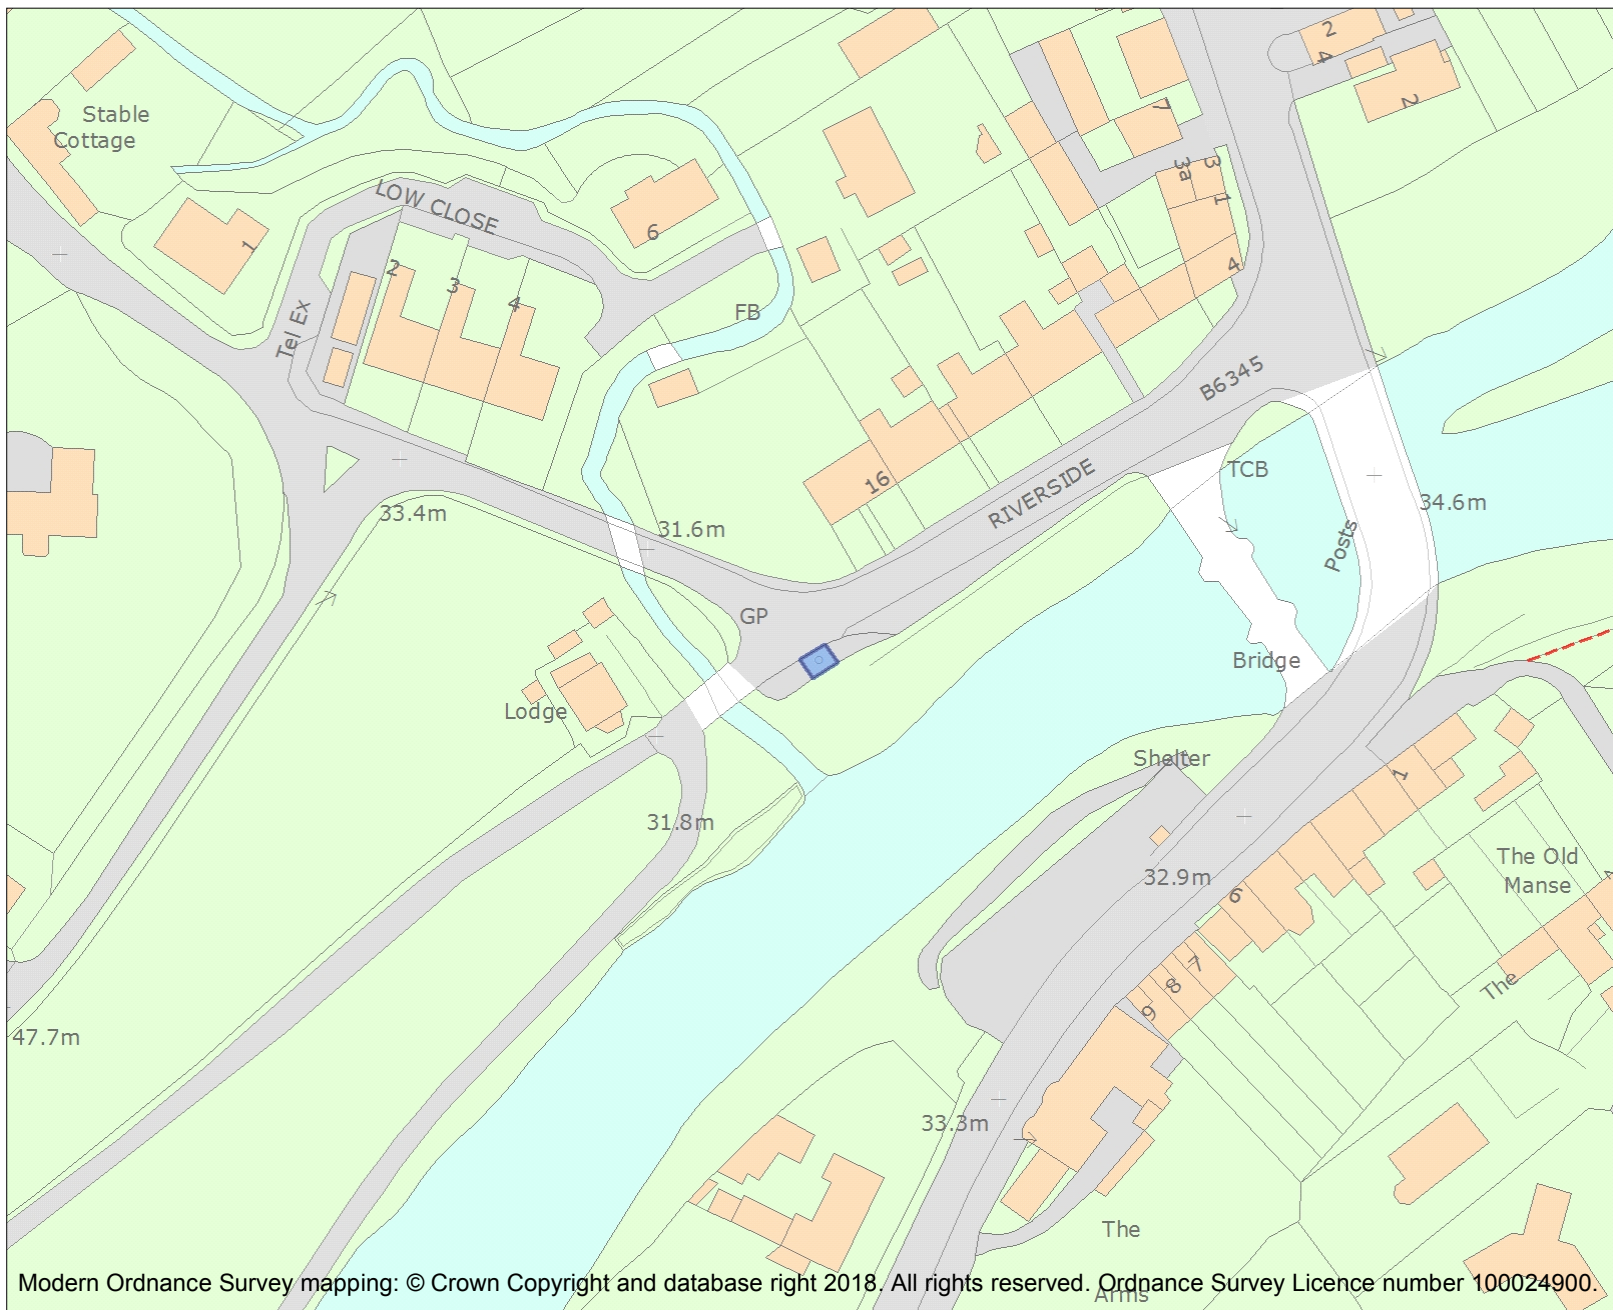 2
4
Stable
Cottage
7
2
3a
3
1
LOW CLOSE
6
1
2
3
4
4
Tel Ex
FB
B6345
TCB
16
RIVERSIDE
34.6m
33.4m
31.6m
Posts
GP
Bridge
Lodge
Shelter
1
31.8m
The Old
Manse
32.9m
6
7
8
The
9
47.7m
33.3m
The
Arms
Modern Ordnance Survey mapping: © Crown Copyright and database right 2018. All rights reserved. Ordnance Survey Licence number 100024900.